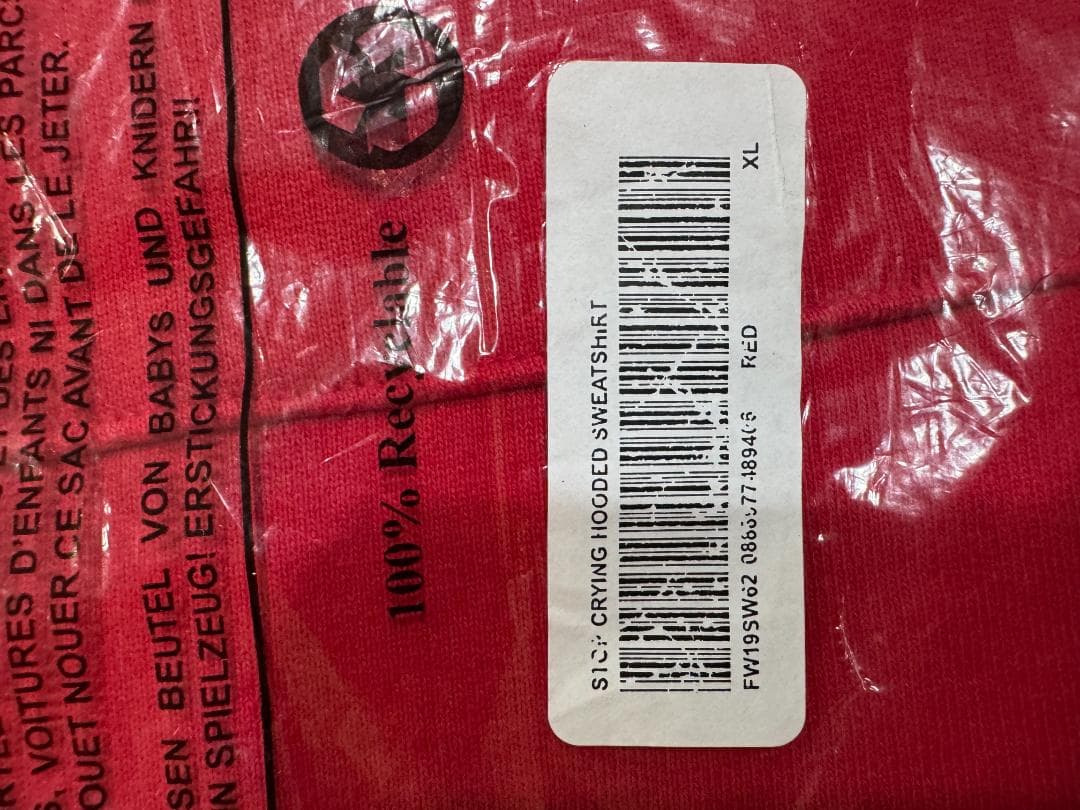 VOITURES D'ENFANTS NI DANS LES PARCS
OUET NOUER CE SAC AVANT DE LE JETER.
SEN BEUTEL VON BABYS UND KNIDERN
N SPIELZEUG! ERSTICKUNGSGEFAHR!!
100% Recyclable
STOP CRYING HOODED SWEATSHIRT
FW19SW62 RED XL